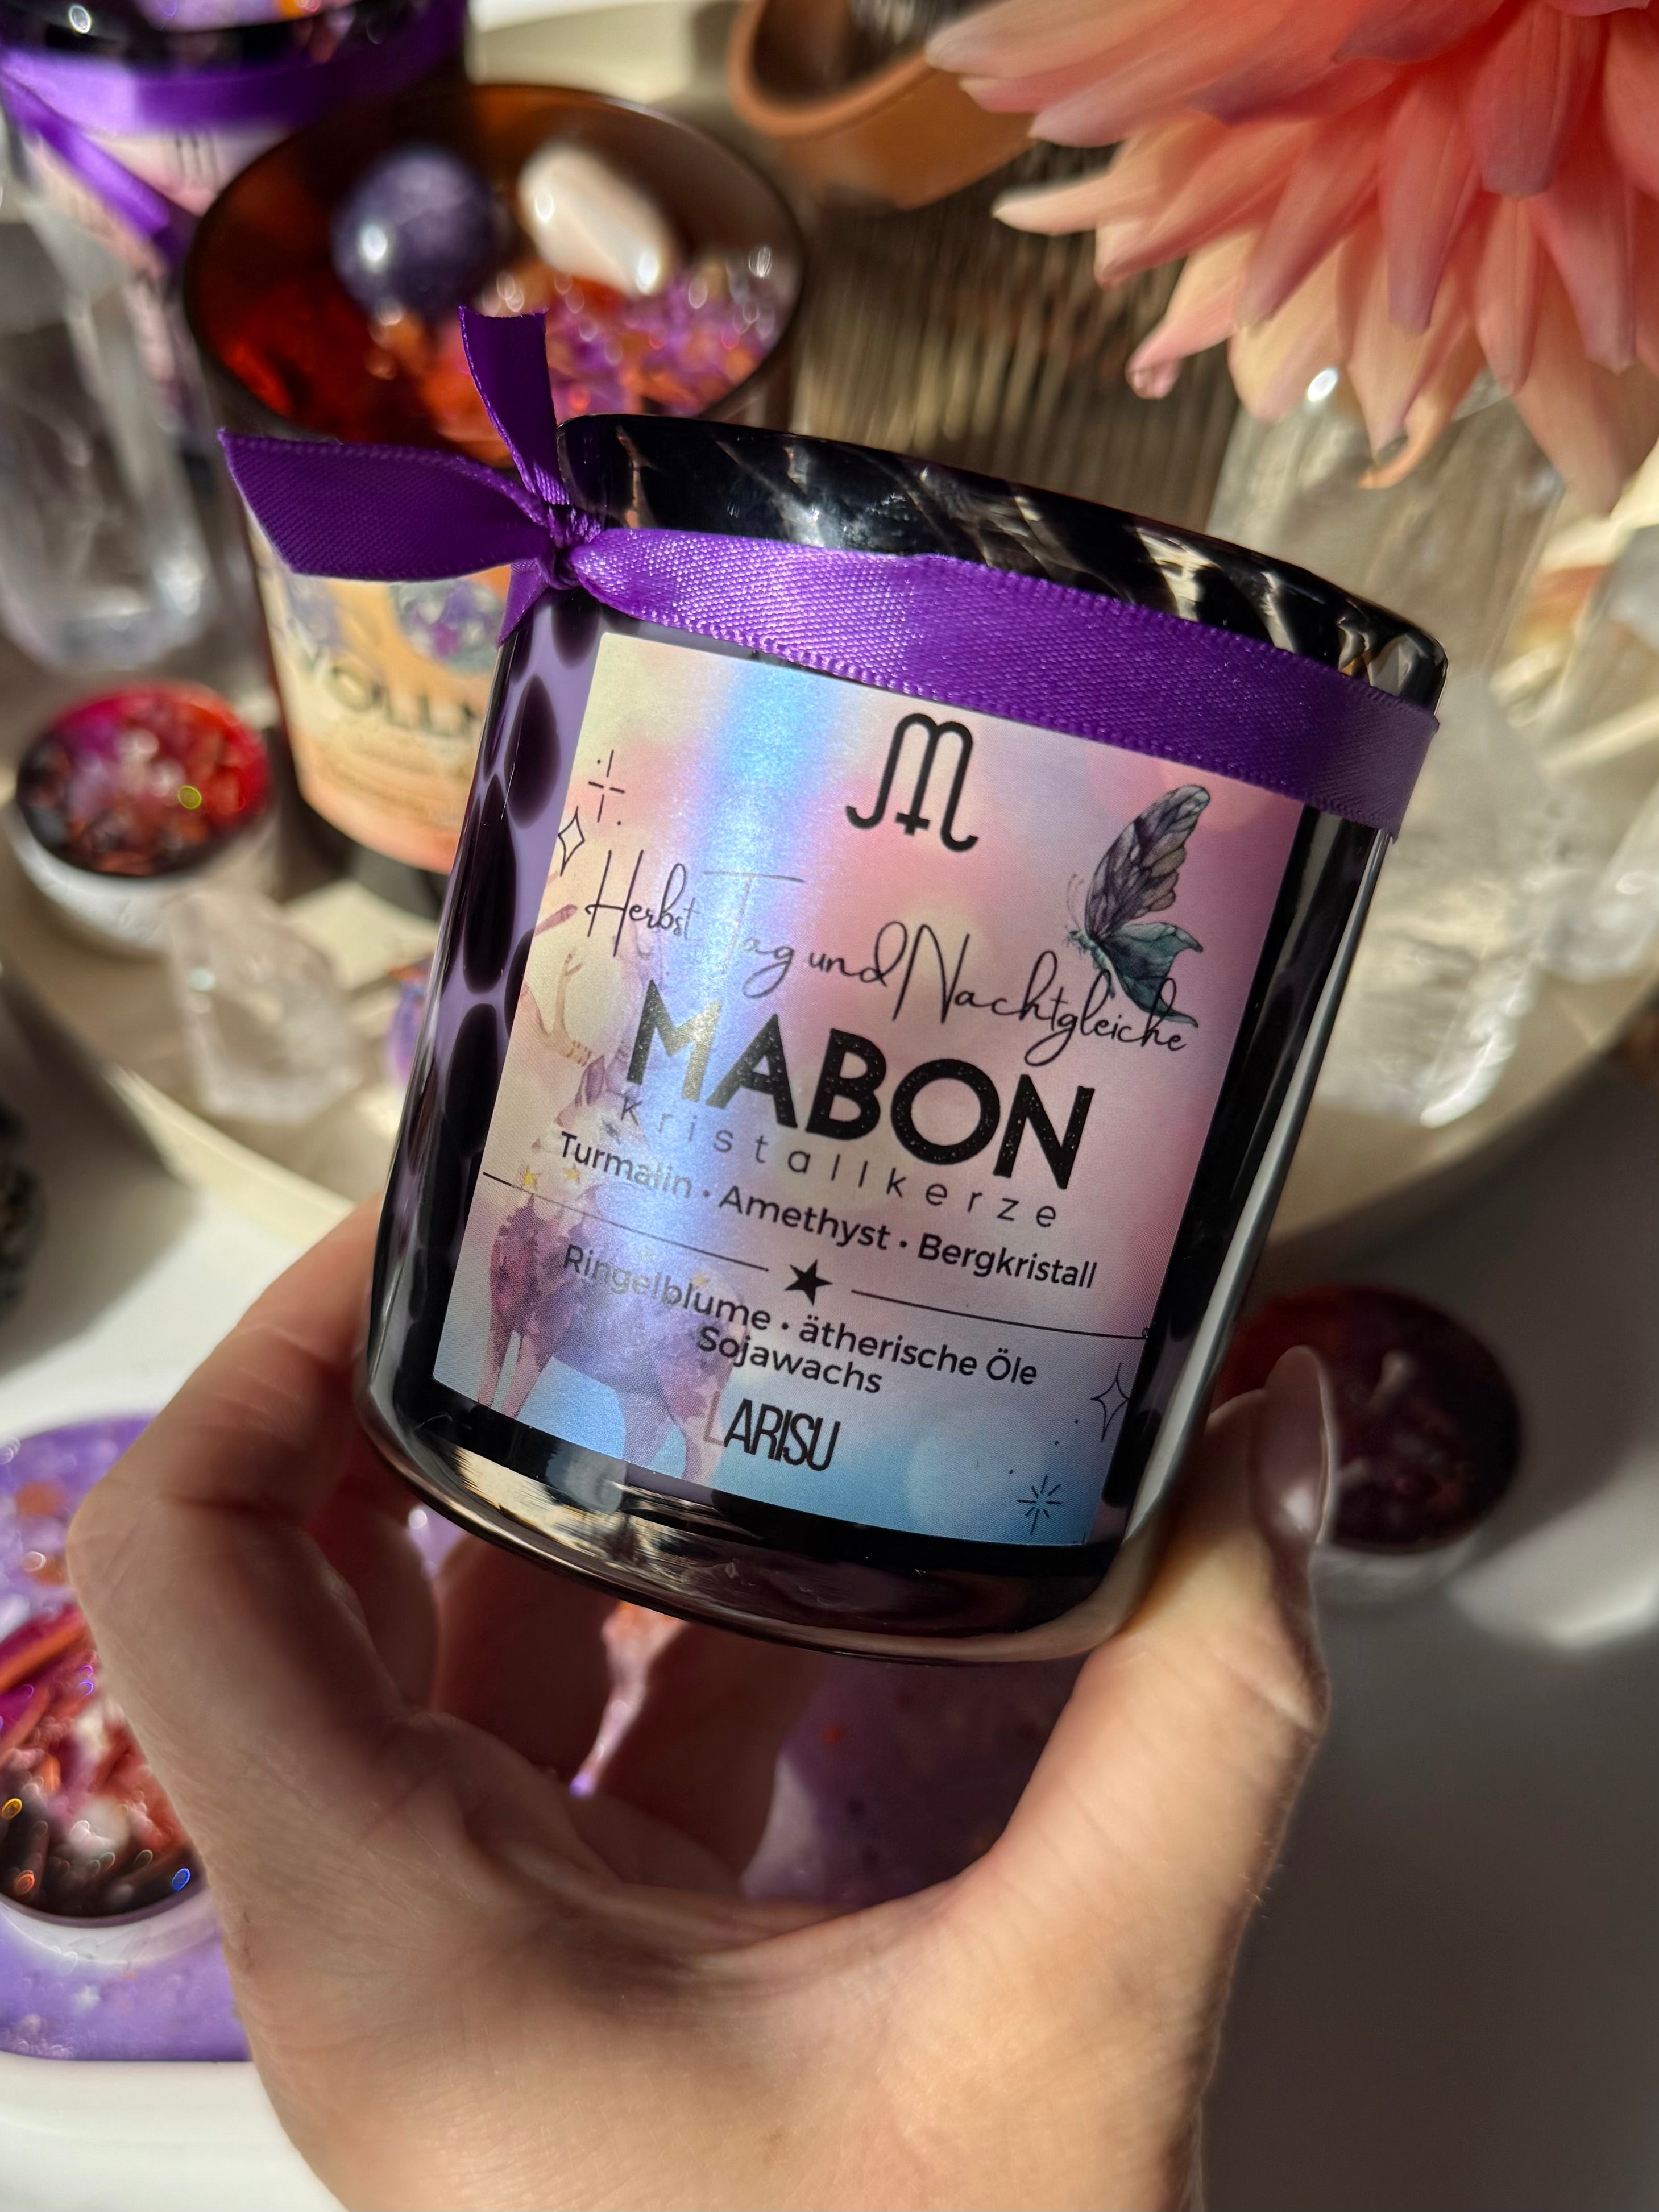 Herbst Tag und Nachtgleiche
MABON
Kristallkerze
Turmalin · Amethyst · Bergkristall
Ringelblume · ätherische Öle
Sojawachs
LARISU